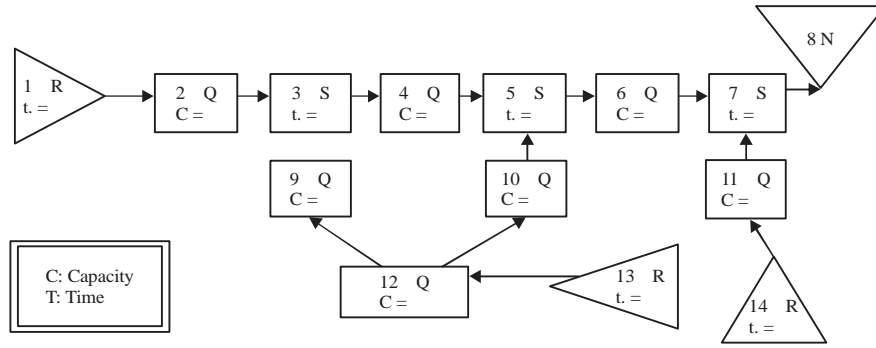 8 N
1 R
t. =
2 Q
C =
3 S
t. =
4 Q
C =
5 S
t. =
6 Q
C =
7 S
t. =
9 Q
C =
10 Q
C =
11 Q
C =
C: Capacity
T: Time
12 Q
C =
13 R
t. =
14 R
t. =